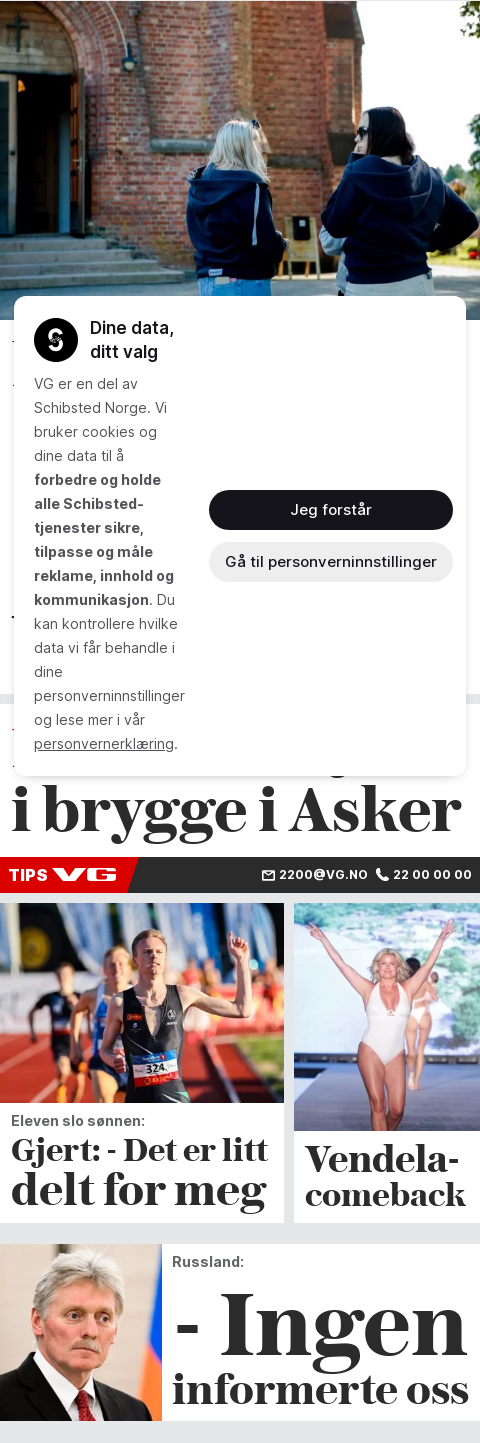 Dine data,
ditt valg
VG er en del av
Schibsted Norge. Vi
bruker cookies og
dine data til å
forbedre og holde
alle Schibsted-
tjenester sikre,
tilpasse og måle
reklame, innhold og
kommunikasjon. Du
kan kontrollere hvilke
data vi får behandle i
dine
personverninnstillinger
og lese mer i vår
personvernerklæring.
Jeg forstår
Gå til personverninnstillinger
i brygge i Asker
TIPS VG
2200@VG.NO 22 00 00 00
Eleven slo sønnen:
Gjert: - Det er litt
delt for meg
324
Vendela-
comeback
Russland:
- Ingen
informerte oss